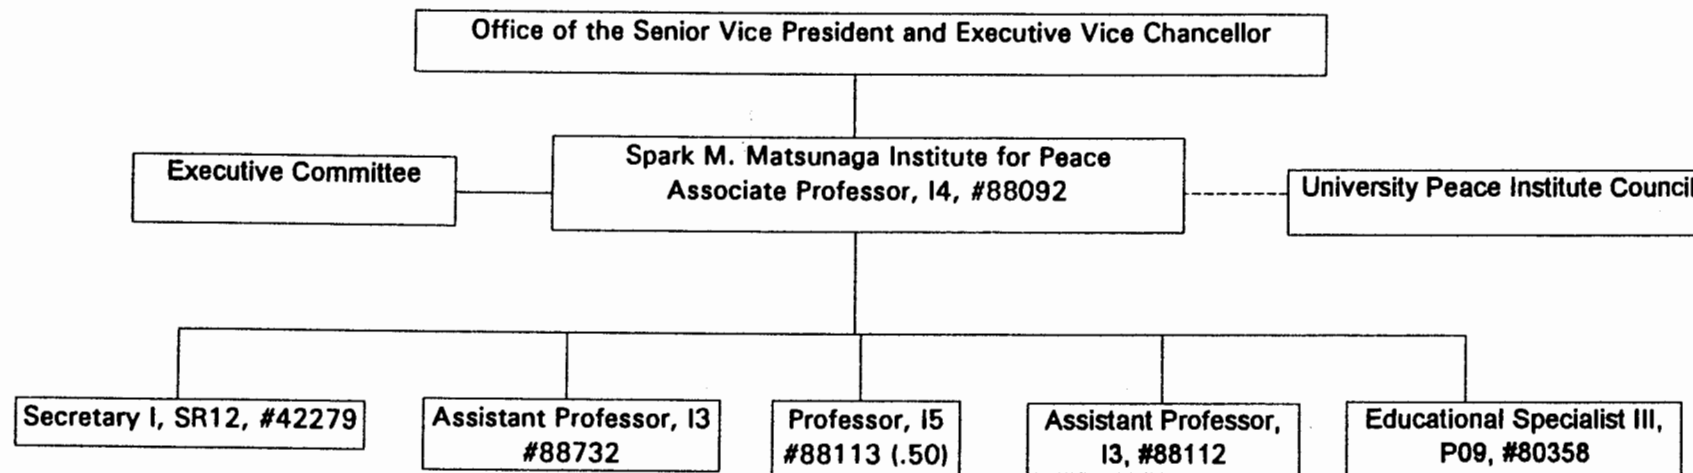 Office of the Senior Vice President and Executive Vice Chancellor
Spark M. Matsunaga Institute for Peace
Associate Professor, I4, #88092
Executive Committee
University Peace Institute Council
Secretary I, SR12, #42279
Assistant Professor, I3
#88732
Professor, I5
#88113 (.50)
Assistant Professor,
I3, #88112
Educational Specialist III,
P09, #80358